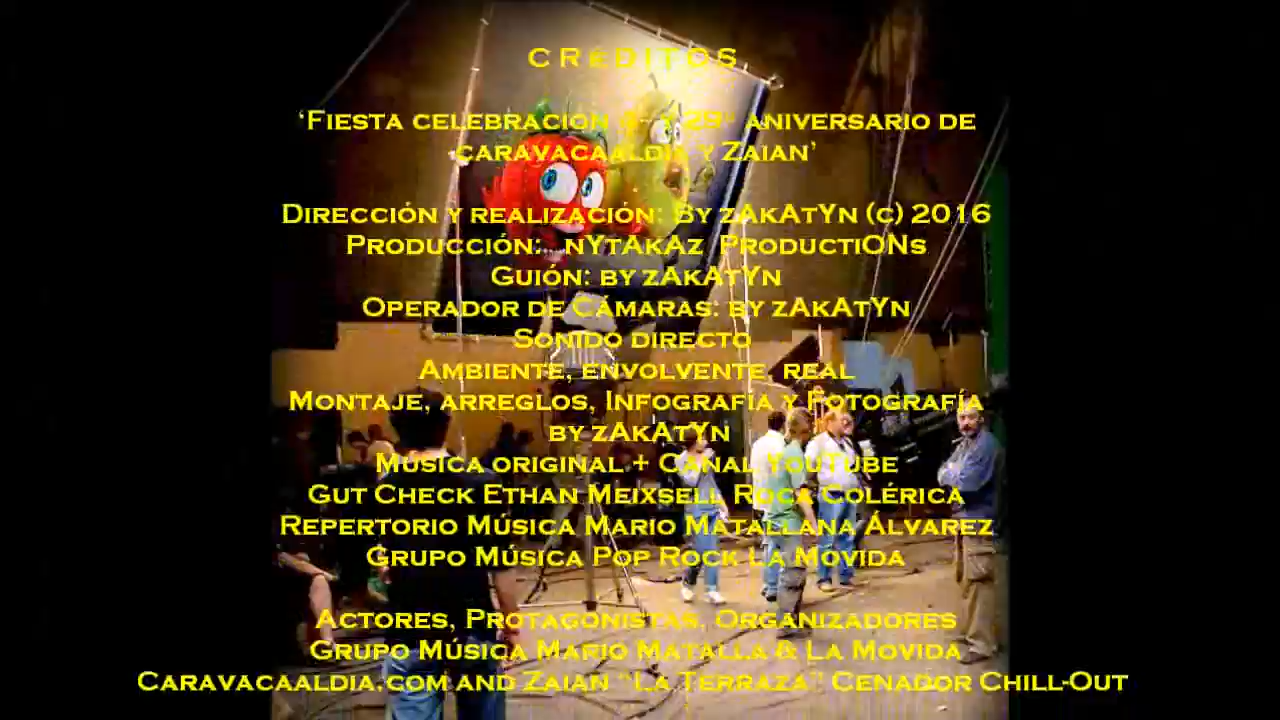 CRéDITOS
‘Fiesta celebración y 29º aniversario de
caravacaaldia y Zaian’
Dirección y realización: By zAkAtYn (c) 2016
Producción: nYtAkAz ProductiONs
Guión: by zAkAtYn
Operador de Cámaras: by zAkAtYn
Sonido directo
Ambiente, envolvente, real
Montaje, arreglos, Infografía y Fotografía
by zAkAtYn
Música original + Canal YouTube
Gut Check Ethan Meixsell Roca Colérica
Repertorio Música Mario Matallana Álvarez
Grupo Música Pop Rock La Movida
Actores, Protagonistas, Organizadores
Grupo Música Mario Matalla & La Movida
Caravacaaldia.com and Zaian “La Terraza” Cenador Chill-Out